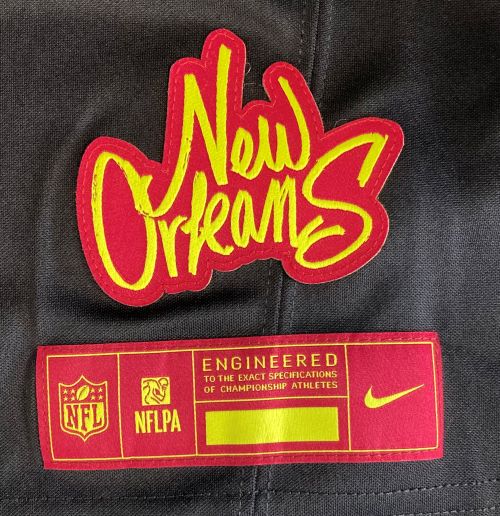 New
Orleans
NFL
NFLPA
ENGINEERED
TO THE EXACT SPECIFICATIONS
OF CHAMPIONSHIP ATHLETES